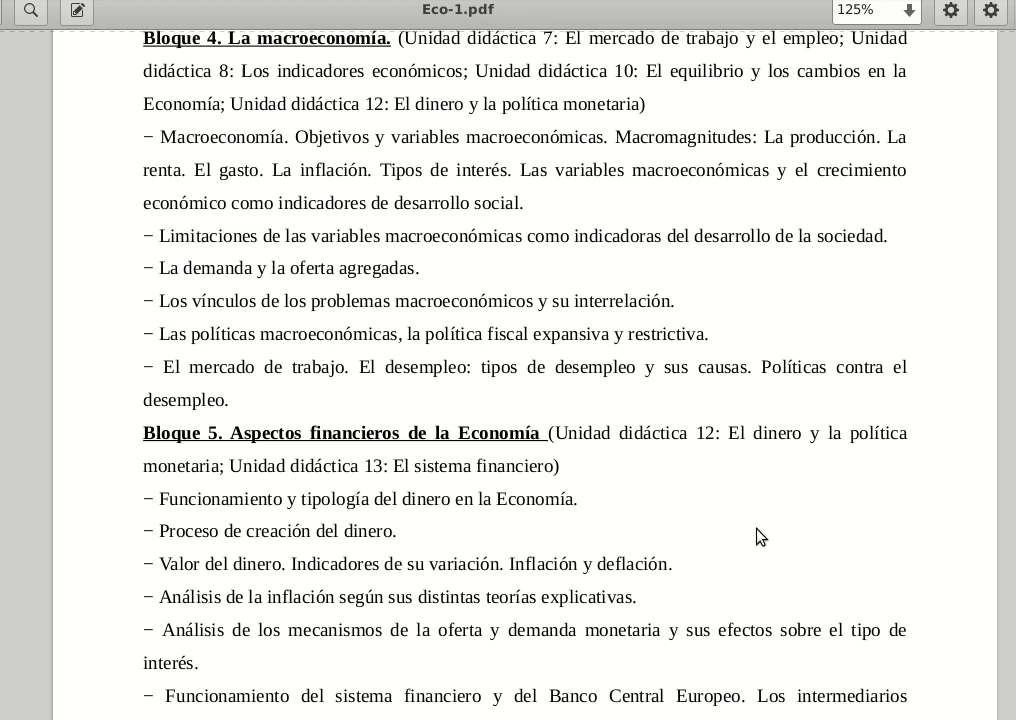 Eco-1.pdf
125%
Bloque 4. La macroeconomía. (Unidad didáctica 7: El mercado de trabajo y el empleo; Unidad
didáctica 8: Los indicadores económicos; Unidad didáctica 10: El equilibrio y los cambios en la
Economía; Unidad didáctica 12: El dinero y la política monetaria)
− Macroeconomía. Objetivos y variables macroeconómicas. Macromagnitudes: La producción. La
renta. El gasto. La inflación. Tipos de interés. Las variables macroeconómicas y el crecimiento
económico como indicadores de desarrollo social.
− Limitaciones de las variables macroeconómicas como indicadoras del desarrollo de la sociedad.
− La demanda y la oferta agregadas.
− Los vínculos de los problemas macroeconómicos y su interrelación.
− Las políticas macroeconómicas, la política fiscal expansiva y restrictiva.
− El mercado de trabajo. El desempleo: tipos de desempleo y sus causas. Políticas contra el
desempleo.
Bloque 5. Aspectos financieros de la Economía (Unidad didáctica 12: El dinero y la política
monetaria; Unidad didáctica 13: El sistema financiero)
− Funcionamiento y tipología del dinero en la Economía.
− Proceso de creación del dinero.
− Valor del dinero. Indicadores de su variación. Inflación y deflación.
− Análisis de la inflación según sus distintas teorías explicativas.
− Análisis de los mecanismos de la oferta y demanda monetaria y sus efectos sobre el tipo de
interés.
− Funcionamiento del sistema financiero y del Banco Central Europeo. Los intermediarios